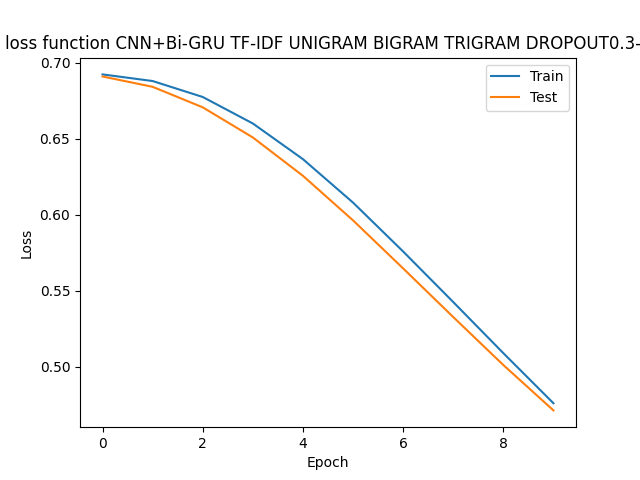 loss function CNN+Bi-GRU TF-IDF UNIGRAM BIGRAM TRIGRAM DROPOUT0.3-
Train
Test
0.70
0.65
0.60
0.55
0.50
Loss
0 2 4 6 8
Epoch